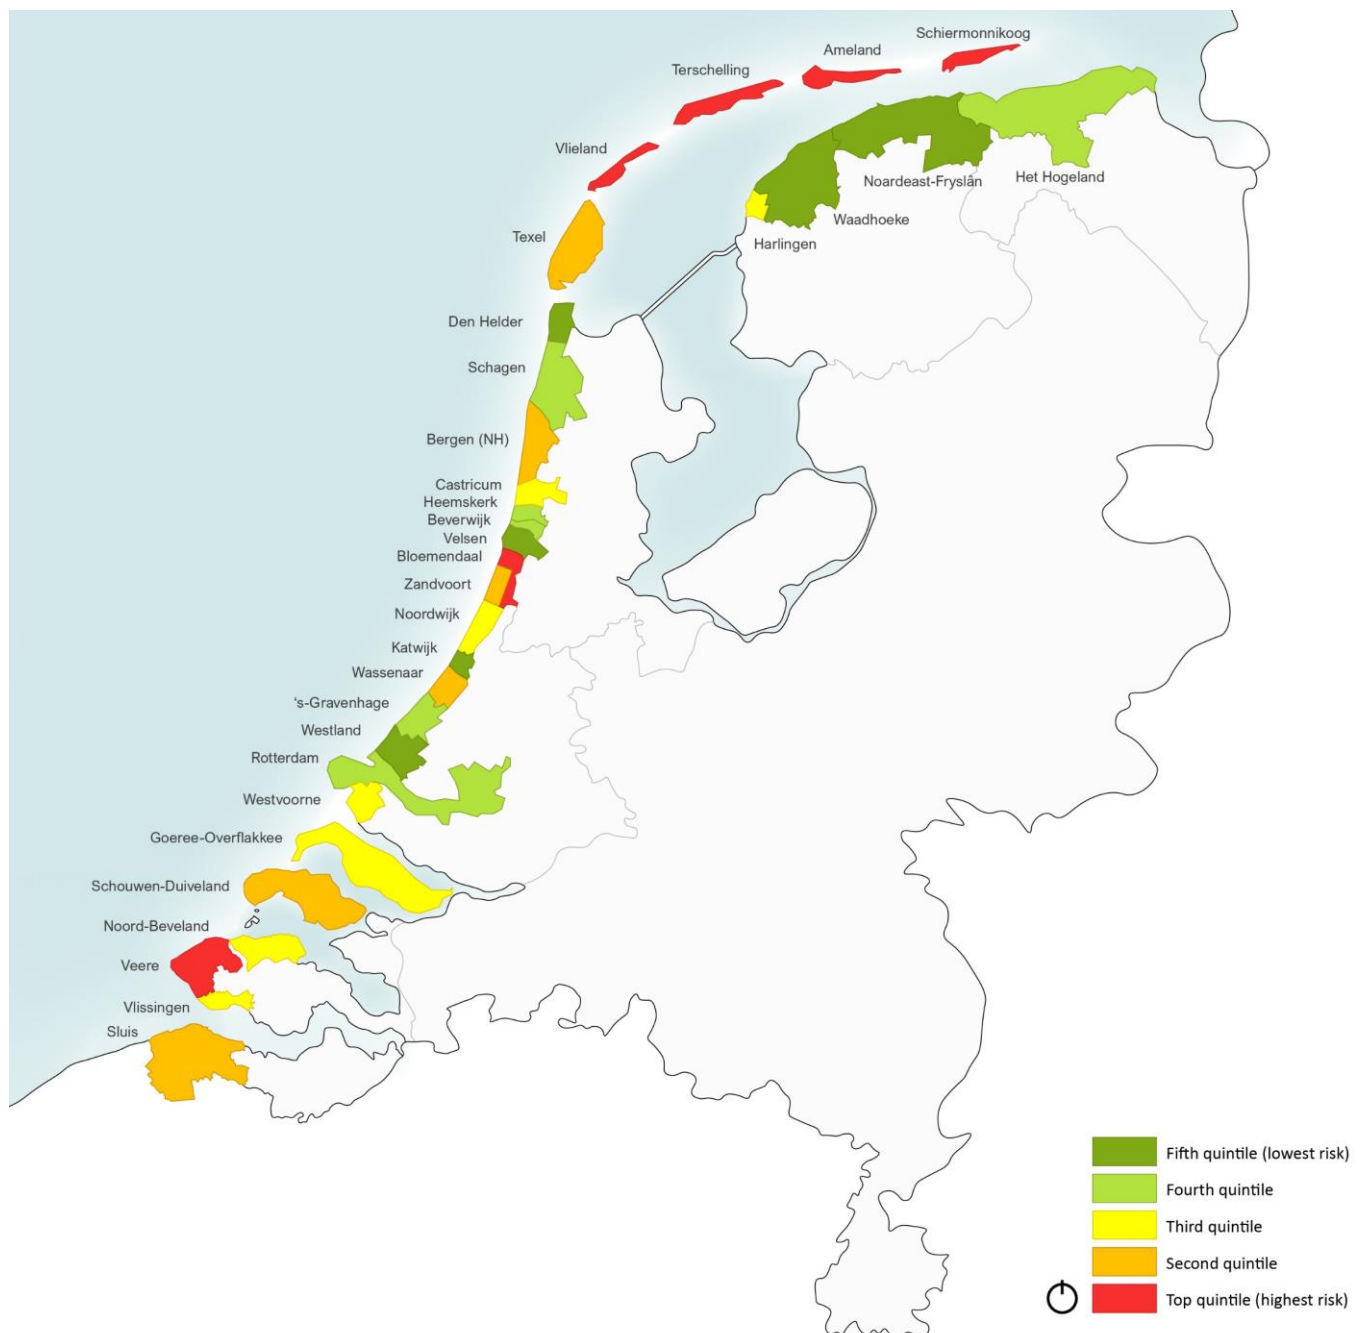 Schiermonnikoog
Ameland
Terschelling
Vlieland
Noardeast-Fryslân
Het Hogeland
Waadhoeke
Harlingen
Texel
Den Helder
Schagen
Bergen (NH)
Castricum
Heemskerk
Beverwijk
Velsen
Bloemendaal
Zandvoort
Noordwijk
Katwijk
Wassenaar
's-Gravenhage
Westland
Rotterdam
Westvoorne
Goeree-Overflakkee
Schouwen-Duiveland
Noord-Beveland
Veere
Vlissingen
Sluis
Fifth quintile (lowest risk)
Fourth quintile
Third quintile
Second quintile
Top quintile (highest risk)